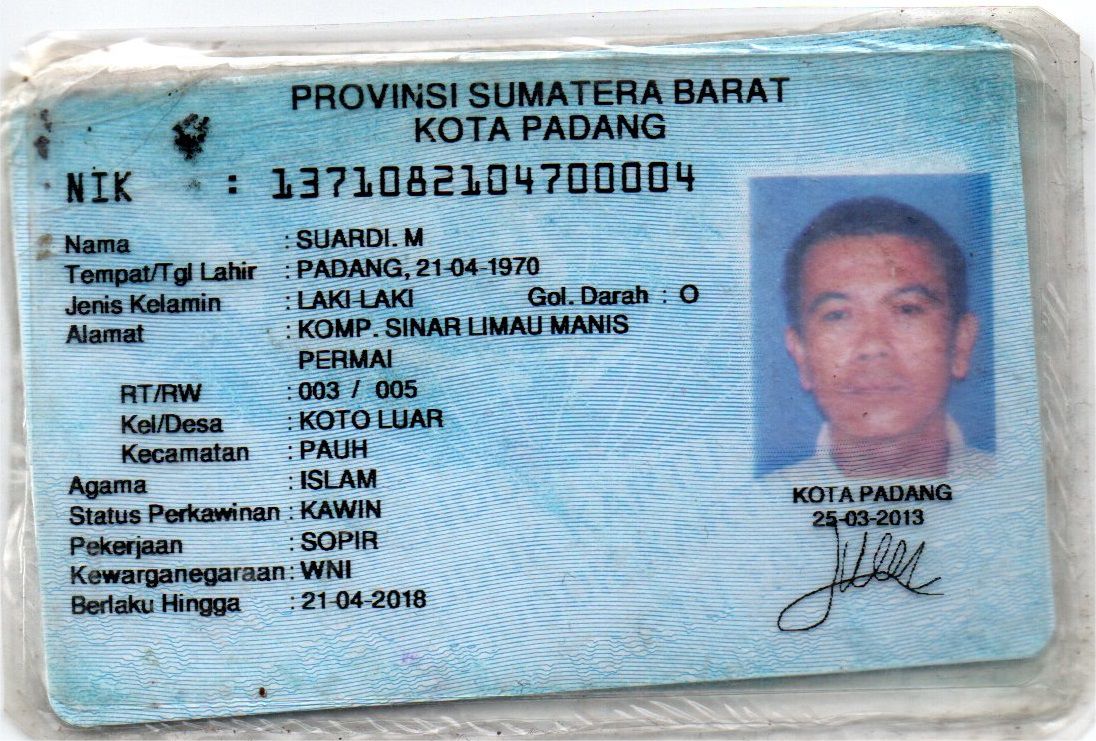 PROVINSI SUMATERA BARAT
KOTA PADANG
NIK : 1371082104700004
Nama : SUARDI. M
Tempat/Tgl Lahir : PADANG, 21-04-1970
Jenis Kelamin : LAKI-LAKI Gol. Darah : O
Alamat : KOMP. SINAR LIMAU MANIS
PERMAI
RT/RW : 003 / 005
Kel/Desa : KOTO LUAR
Kecamatan : PAUH
Agama : ISLAM
Status Perkawinan : KAWIN
Pekerjaan : SOPIR
Kewarganegaraan : WNI
Berlaku Hingga : 21-04-2018
KOTA PADANG
25-03-2013